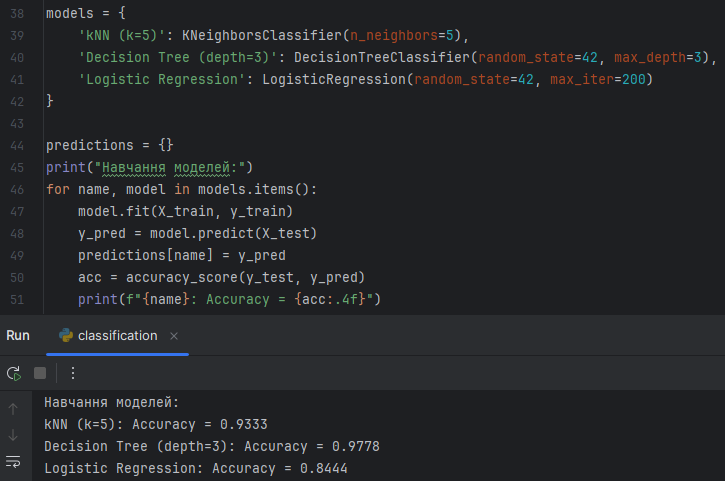 38 models = {
39     'kNN (k=5)': KNeighborsClassifier(n_neighbors=5),
40     'Decision Tree (depth=3)': DecisionTreeClassifier(random_state=42, max_depth=3),
41     'Logistic Regression': LogisticRegression(random_state=42, max_iter=200)
42 }
43
44 predictions = {}
45 print("Навчання моделей:")
46 for name, model in models.items():
47     model.fit(X_train, y_train)
48     y_pred = model.predict(X_test)
49     predictions[name] = y_pred
50     acc = accuracy_score(y_test, y_pred)
51     print(f"{name}: Accuracy = {acc:.4f}")
Run classification ×
Навчання моделей:
kNN (k=5): Accuracy = 0.9333
Decision Tree (depth=3): Accuracy = 0.9778
Logistic Regression: Accuracy = 0.8444